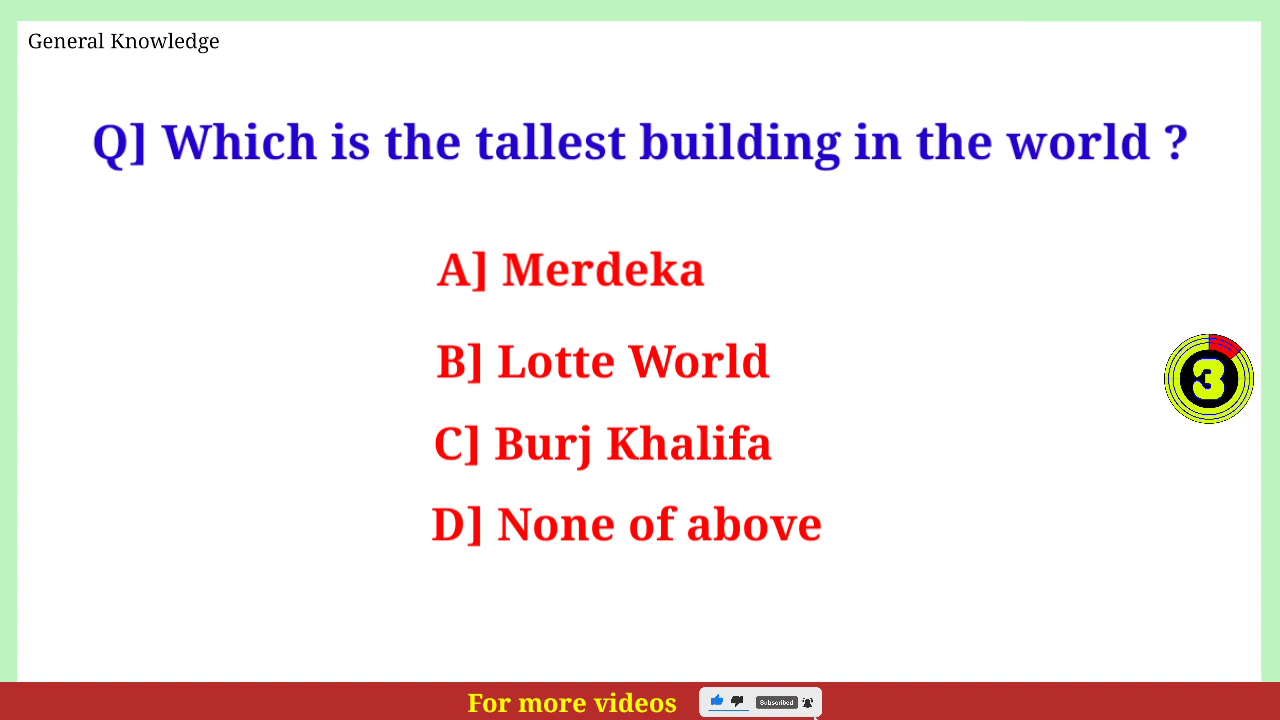 General Knowledge
Q] Which is the tallest building in the world ?
A] Merdeka
B] Lotte World
C] Burj Khalifa
3
D] None of above
For more videos
Subscribed